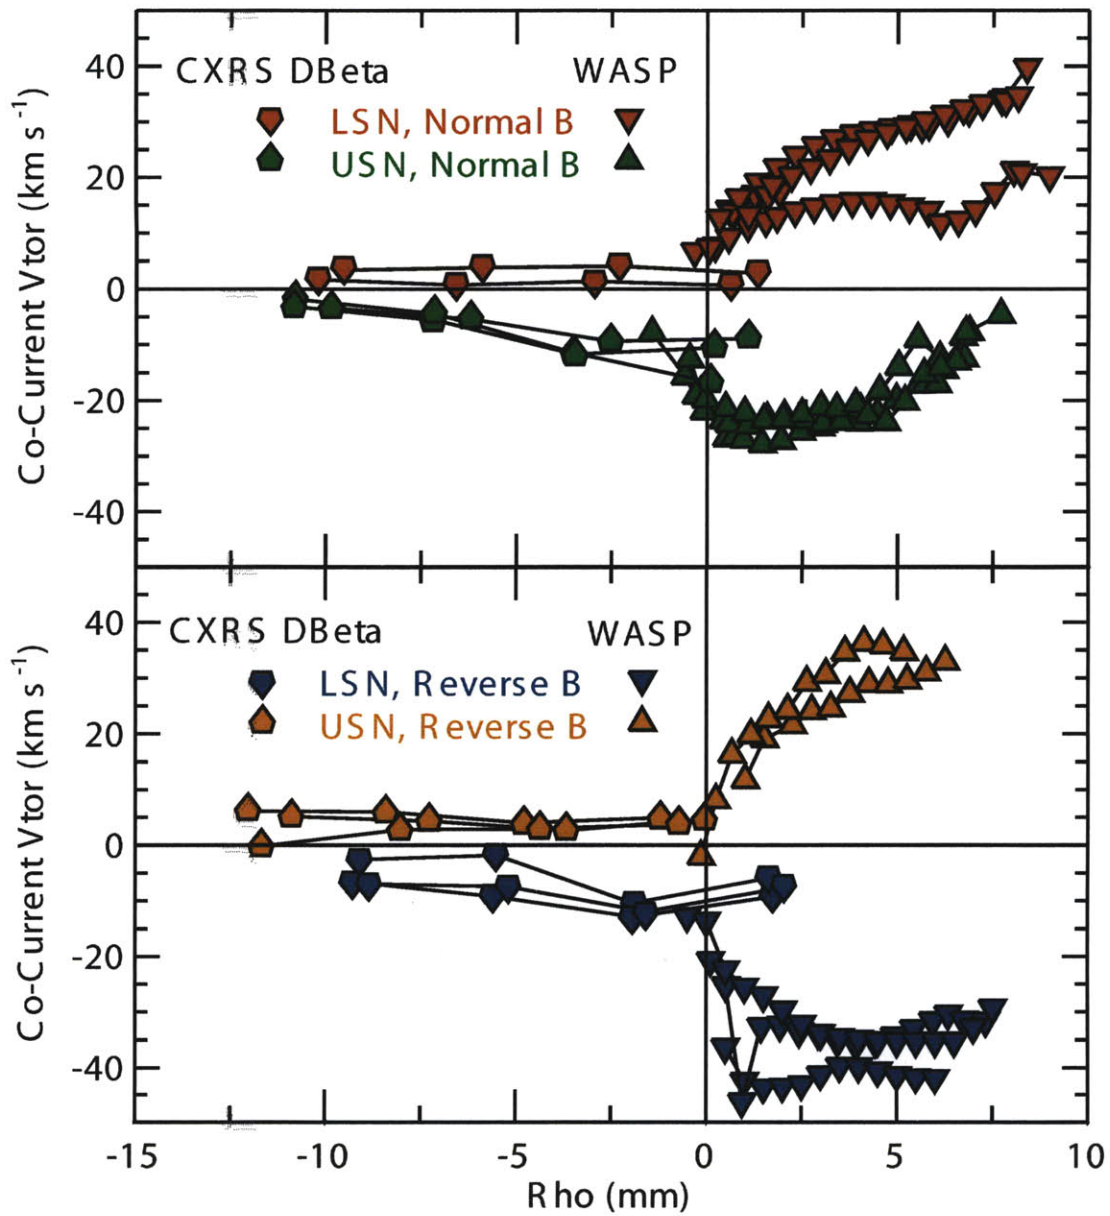 CXRS DBeta WASP
LSN, Normal B
USN, Normal B
40
20
0
-20
-40
Co-Current Vtor (km s⁻¹)
CXRS DBeta WASP
LSN, Reverse B
USN, Reverse B
40
20
0
-20
-40
Co-Current Vtor (km s⁻¹)
-15 -10 -5 0 5 10
Rho (mm)